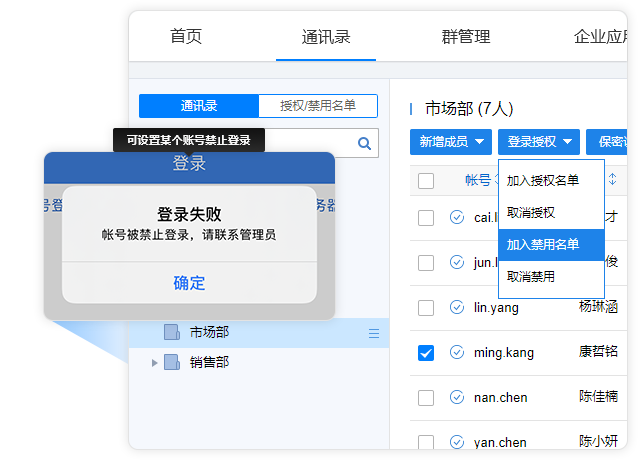 首页 通讯录 群管理 企业应
通讯录 授权/禁用名单
市场部 (7人)
可设置某个账号禁止登录
新增成员 登录授权 保密
登录
帐号
加入授权名单
取消授权
加入禁用名单
取消禁用
号登
务器
登录失败
帐号被禁止登录，请联系管理员
确定
cai.l 才
jun.l 俊
lin.yang 杨琳涵
市场部
ming.kang 康哲铭
销售部
nan.chen 陈佳楠
yan.chen 陈小妍